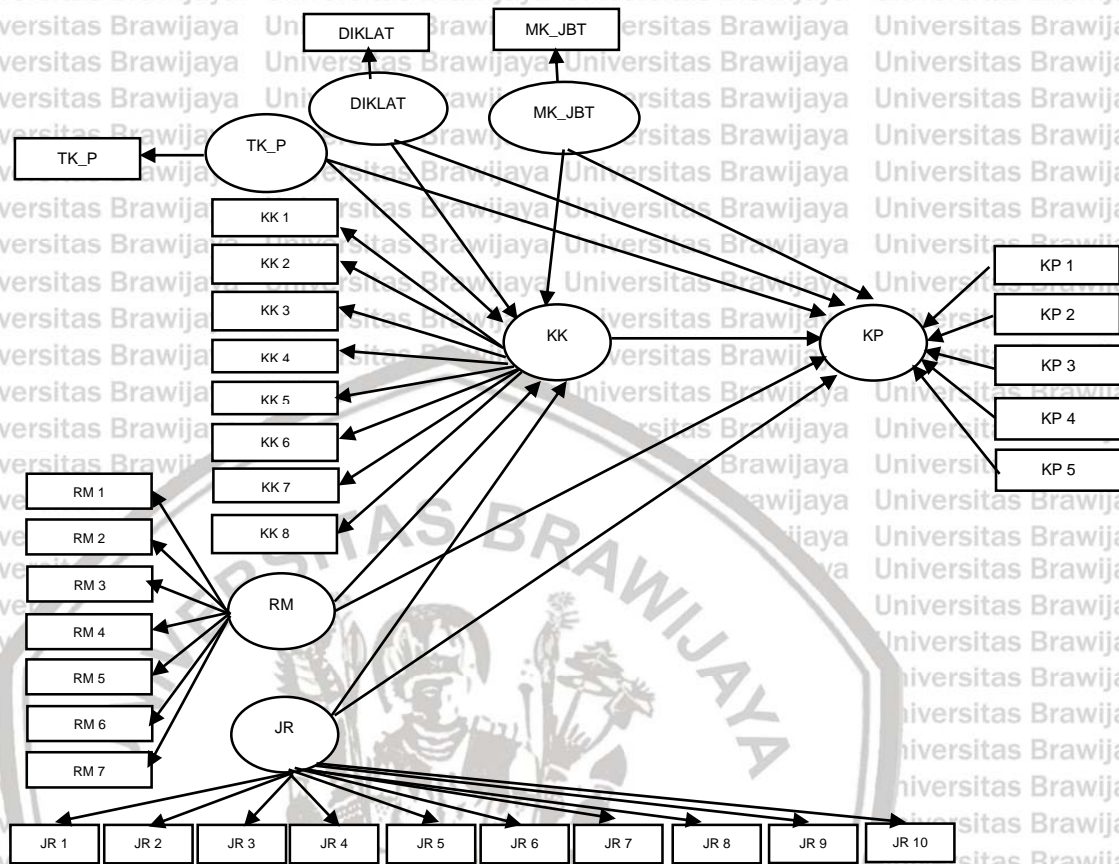 DIKLAT
MK_JBT
DIKLAT
MK_JBT
TK_P
TK_P
KK 1
KK 2
KK 3
KK 4
KK 5
KK 6
KK 7
KK 8
KK
KP
KP 1
KP 2
KP 3
KP 4
KP 5
RM 1
RM 2
RM 3
RM 4
RM 5
RM 6
RM 7
RM
JR
JR 1
JR 2
JR 3
JR 4
JR 5
JR 6
JR 7
JR 8
JR 9
JR 10
UNIVERSITAS BRAWIJAYA
Universitas Brawijaya